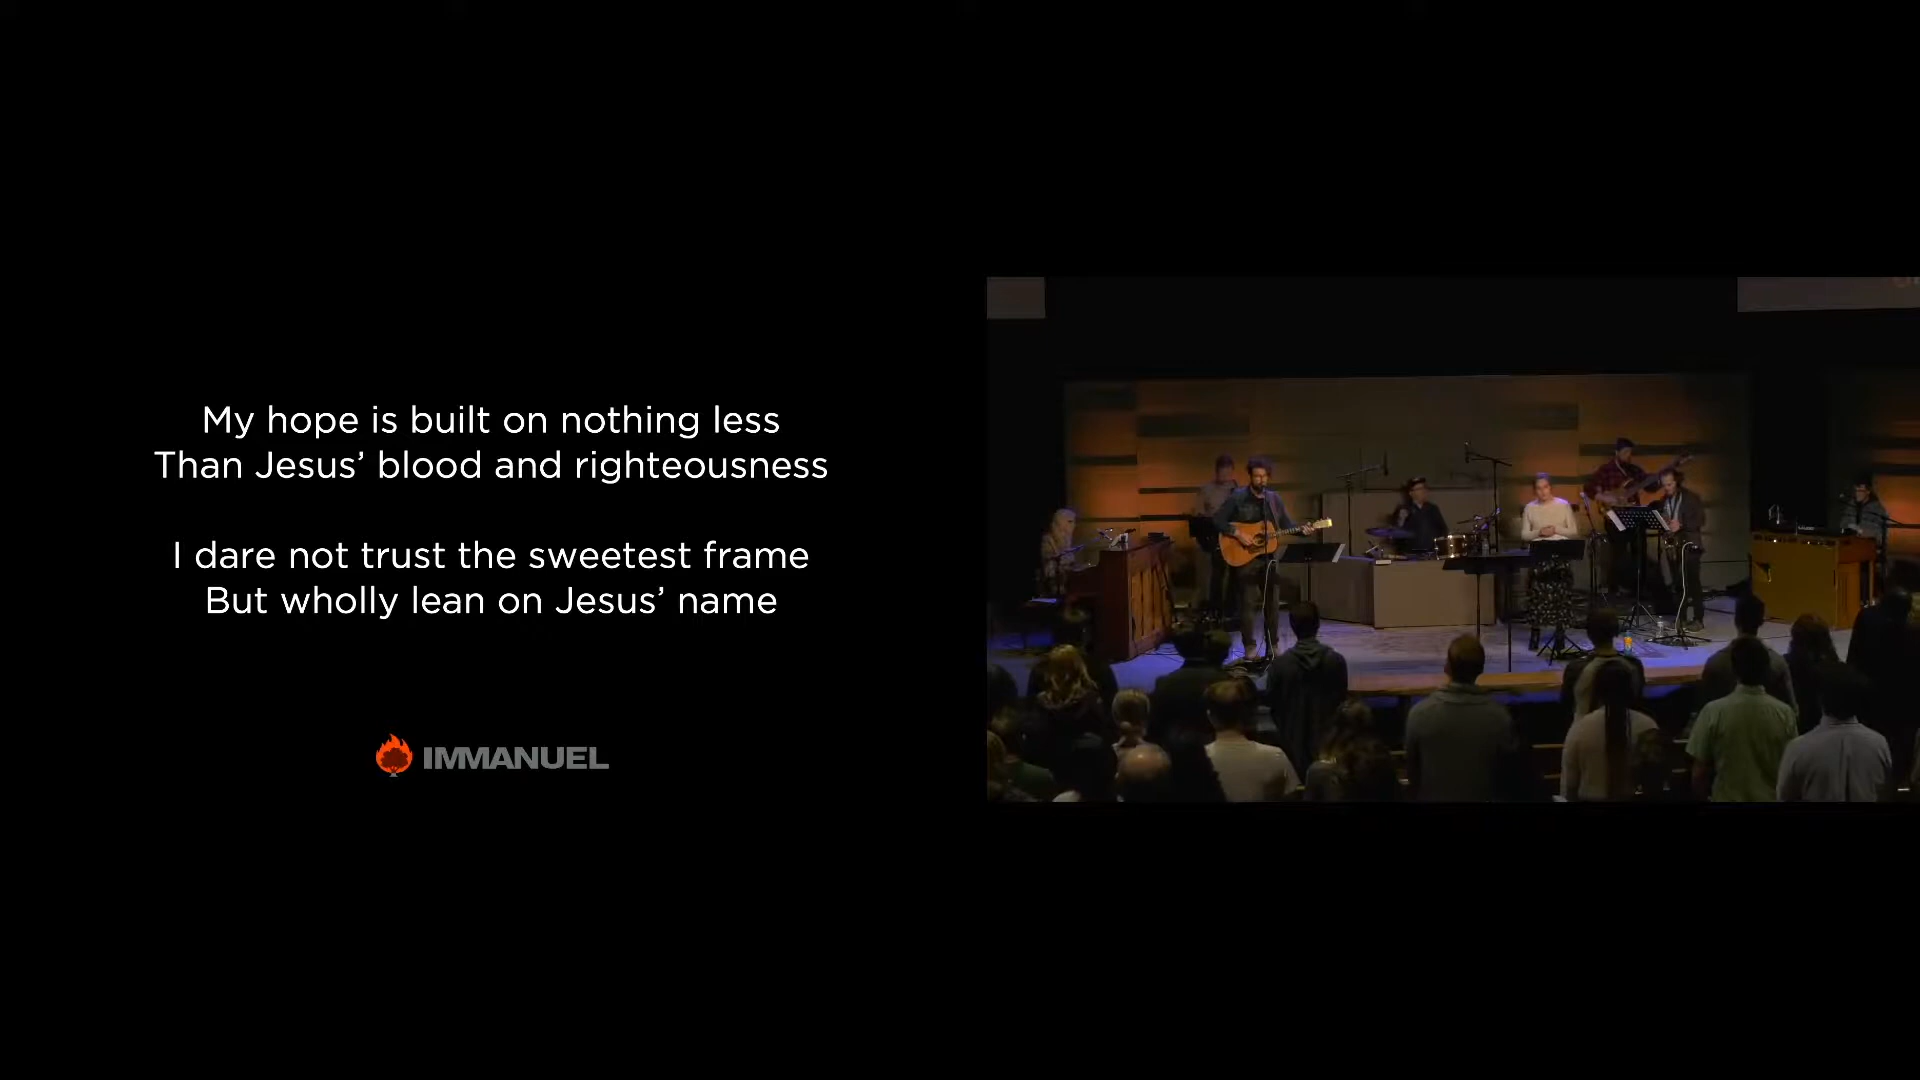 My hope is built on nothing less
Than Jesus’ blood and righteousness
I dare not trust the sweetest frame
But wholly lean on Jesus’ name
IMMANUEL